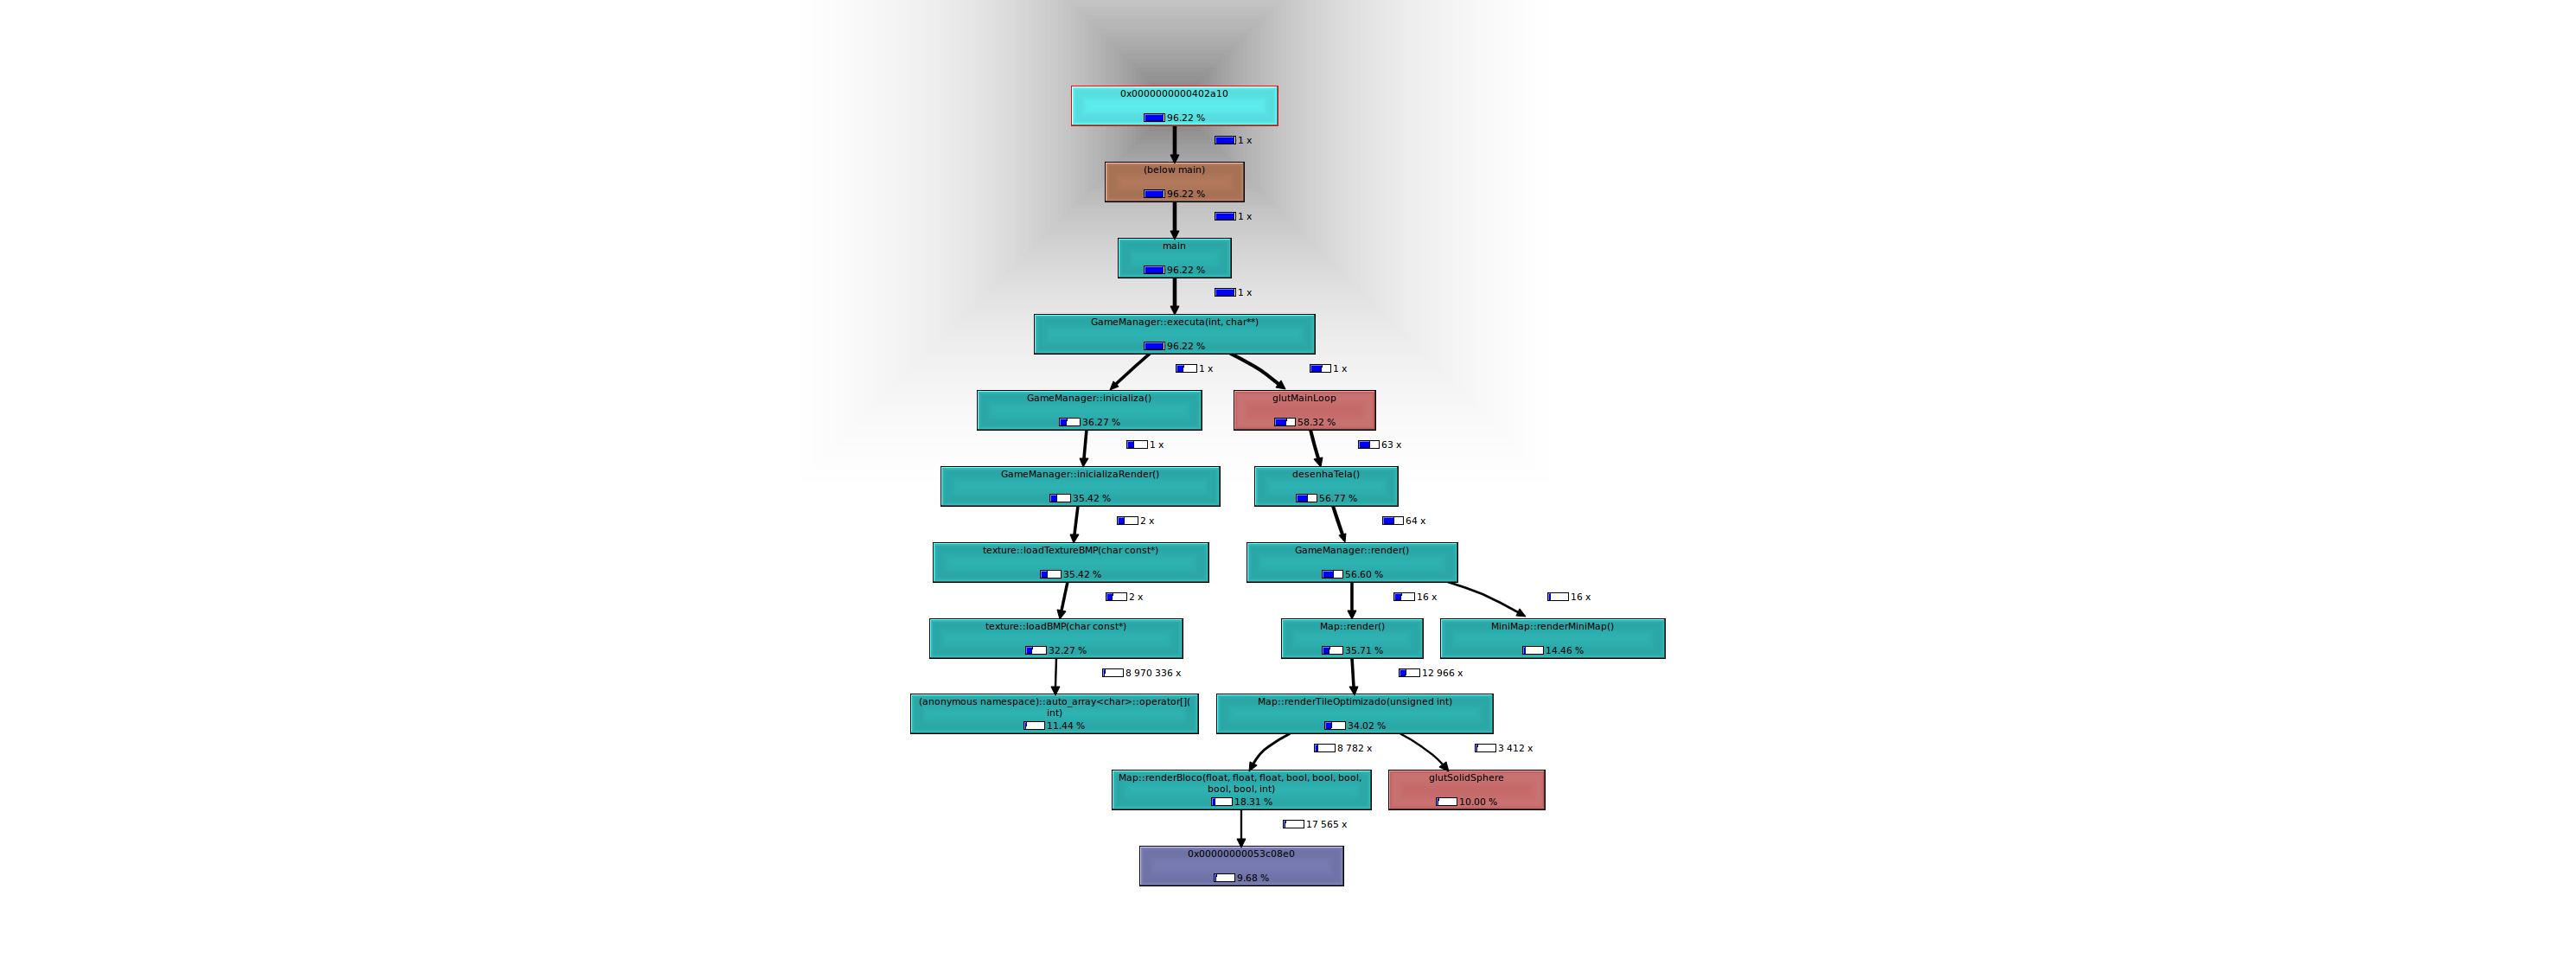 0x0000000000402a10
96.22 %
1 x
(below main)
96.22 %
1 x
main
96.22 %
1 x
GameManager::executa(int, char**)
96.22 %
1 x
1 x
GameManager::inicializa()
36.27 %
glutMainLoop
58.32 %
1 x
63 x
GameManager::inicializaRender()
35.42 %
desenhaTela()
56.77 %
2 x
64 x
texture::loadTextureBMP(char const*)
35.42 %
GameManager::render()
56.60 %
2 x
16 x
16 x
texture::loadBMP(char const*)
32.27 %
Map::render()
35.71 %
MiniMap::renderMiniMap()
14.46 %
8 970 336 x
12 966 x
(anonymous namespace)::auto_array<char>::operator[](
int)
11.44 %
Map::renderTileOptimizado(unsigned int)
34.02 %
8 782 x
3 412 x
Map::renderBloco(float, float, float, bool, bool, bool,
bool, bool, int)
18.31 %
glutSolidSphere
10.00 %
17 565 x
0x00000000053c08e0
9.68 %